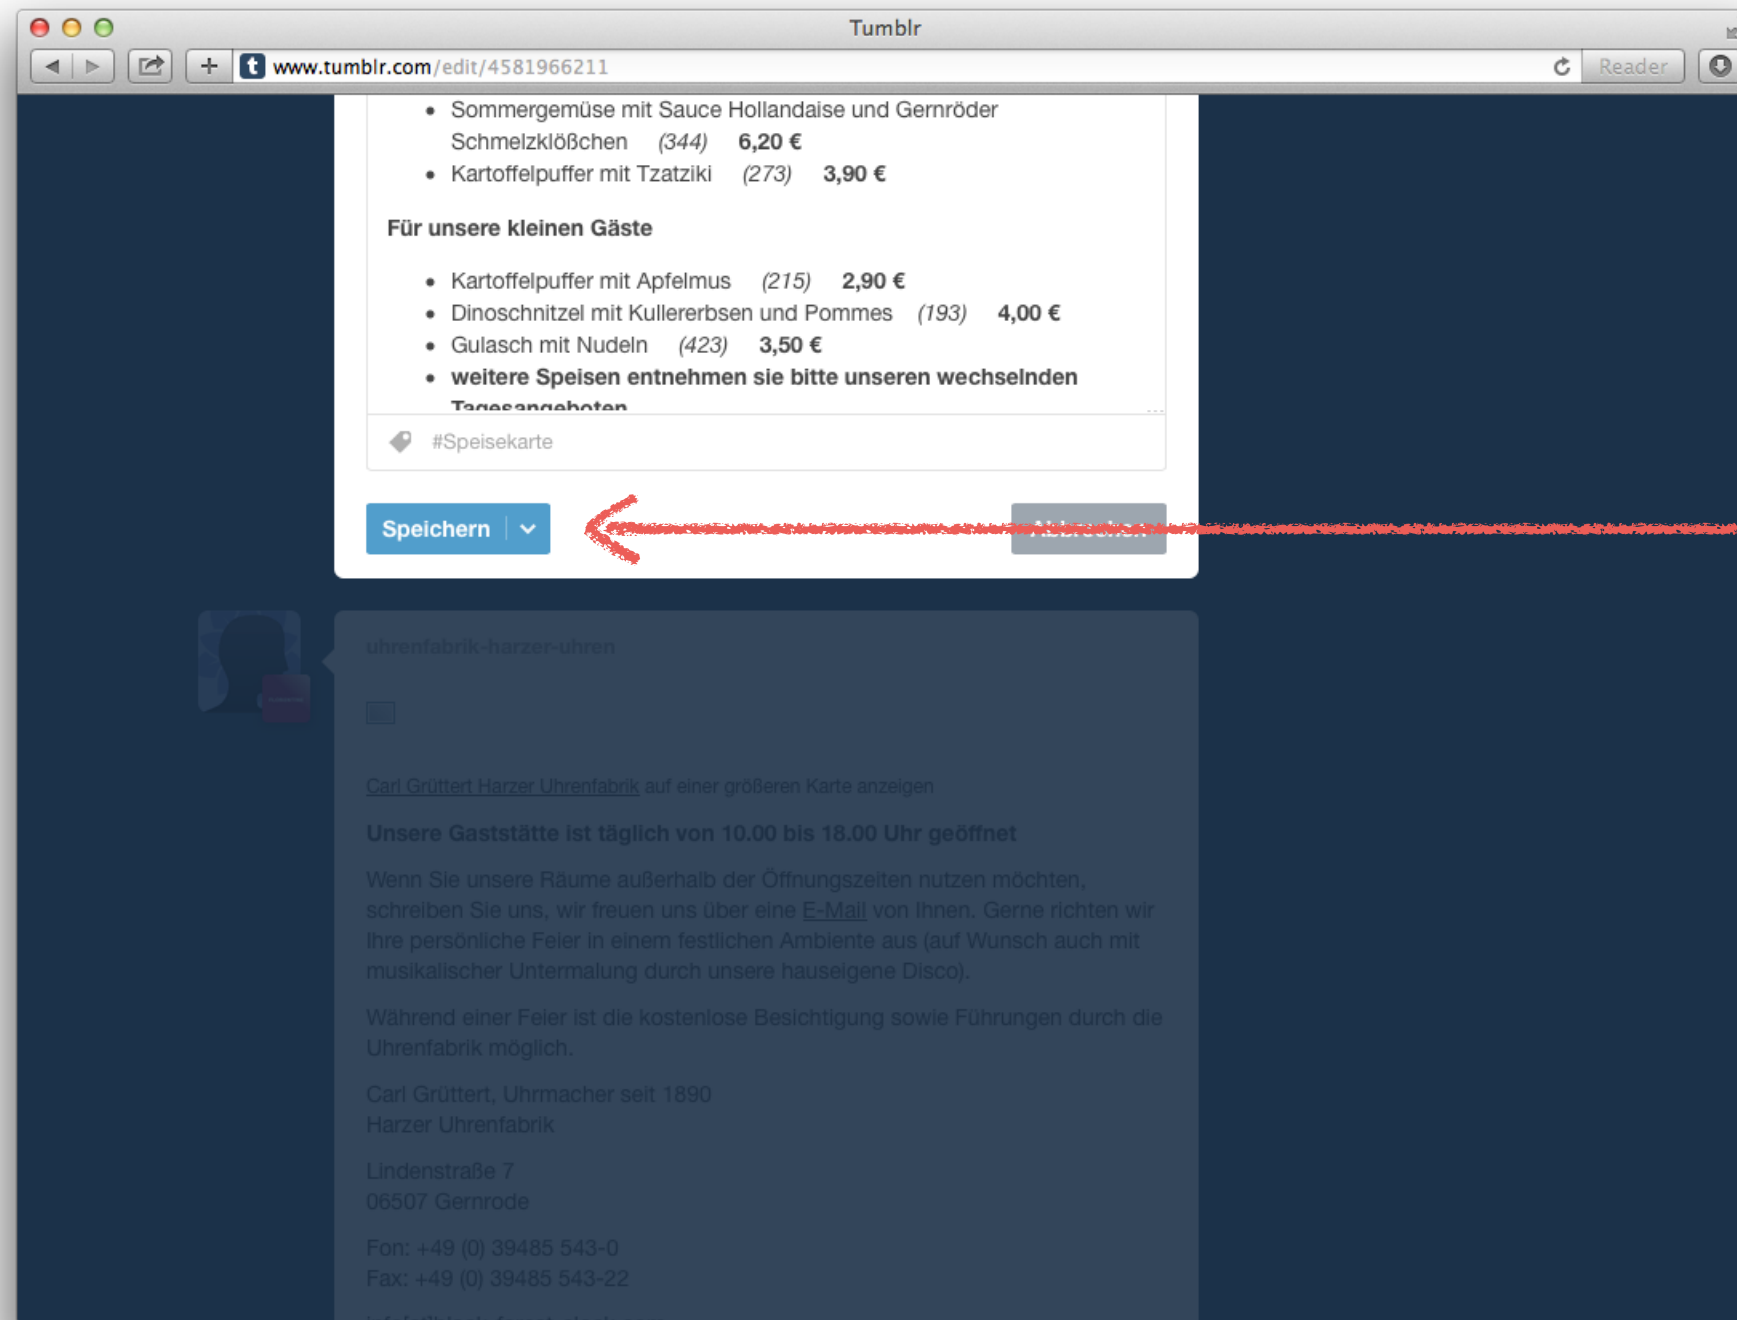 Tumblr
www.tumblr.com/edit/4581966211
Reader
• Sommergemüse mit Sauce Hollandaise und Gernröder
Schmelzklößchen (344) 6,20 €
• Kartoffelpuffer mit Tzatziki (273) 3,90 €
Für unsere kleinen Gäste
• Kartoffelpuffer mit Apfelmus (215) 2,90 €
• Dinoschnitzel mit Kullererbsen und Pommes (193) 4,00 €
• Gulasch mit Nudeln (423) 3,50 €
• weitere Speisen entnehmen sie bitte unseren wechselnden
Tagesangeboten
#Speisekarte
Speichern
Abbrechen
uhrenfabrik-harzer-uhren
Carl Grüttert Harzer Uhrenfabrik auf einer größeren Karte anzeigen
Unsere Gaststätte ist täglich von 10.00 bis 18.00 Uhr geöffnet
Wenn Sie unsere Räume außerhalb der Öffnungszeiten nutzen möchten,
schreiben Sie uns, wir freuen uns über eine E-Mail von Ihnen. Gerne richten wir
Ihre persönliche Feier in einem festlichen Ambiente aus (auf Wunsch auch mit
musikalischer Untermalung durch unsere hauseigene Disco).
Während einer Feier ist die kostenlose Besichtigung sowie Führungen durch die
Uhrenfabrik möglich.
Carl Grüttert, Uhrmacher seit 1890
Harzer Uhrenfabrik
Lindenstraße 7
06507 Gernrode
Fon: +49 (0) 39485 543-0
Fax: +49 (0) 39485 543-22